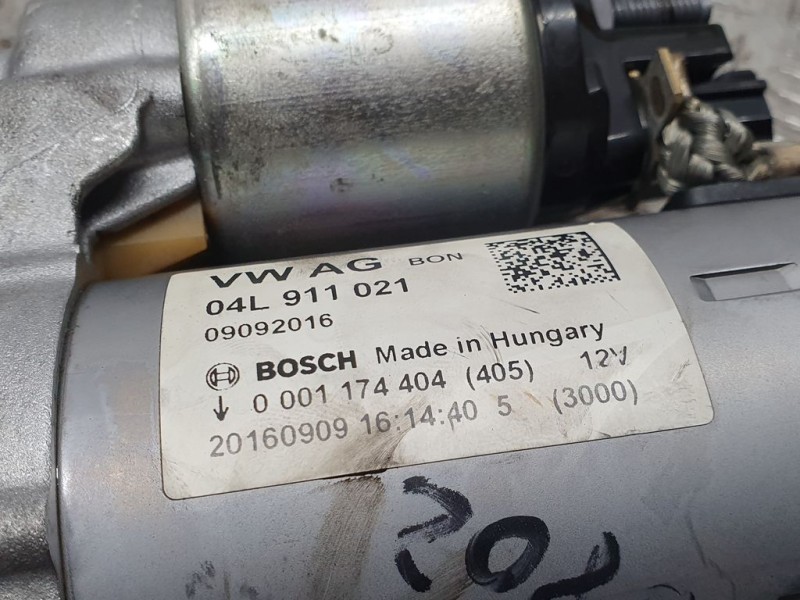 VW AG BON
04L 911 021
09092016
BOSCH Made in Hungary
0 001 174 404 (405) 12V
20160909 16:14:40 5 (3000)